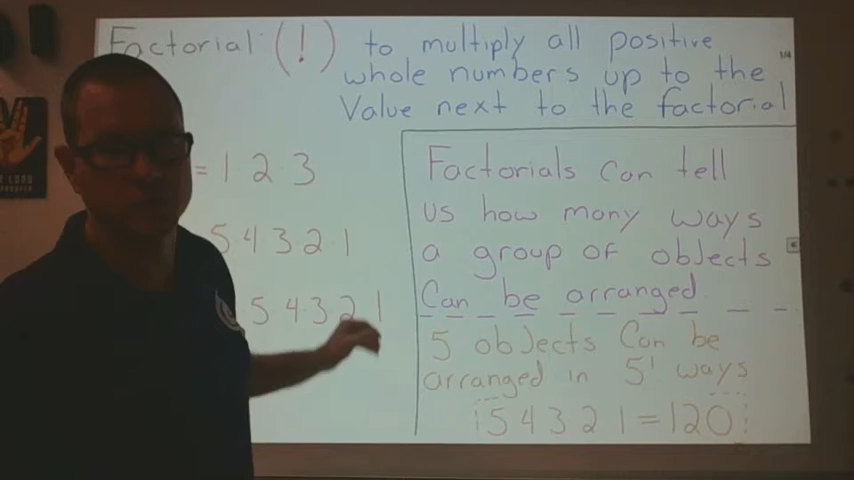 Factorial (!) to multiply all positive
whole numbers up to the
Value next to the factorial
= 1 2 · 3
5 4 3 2 · 1
5 4 3 2 1
Factorials can tell
us how many ways
a group of objects
Can be arranged
5 objects Can be
arranged in 5! ways
5 4 3 2 1 = 120